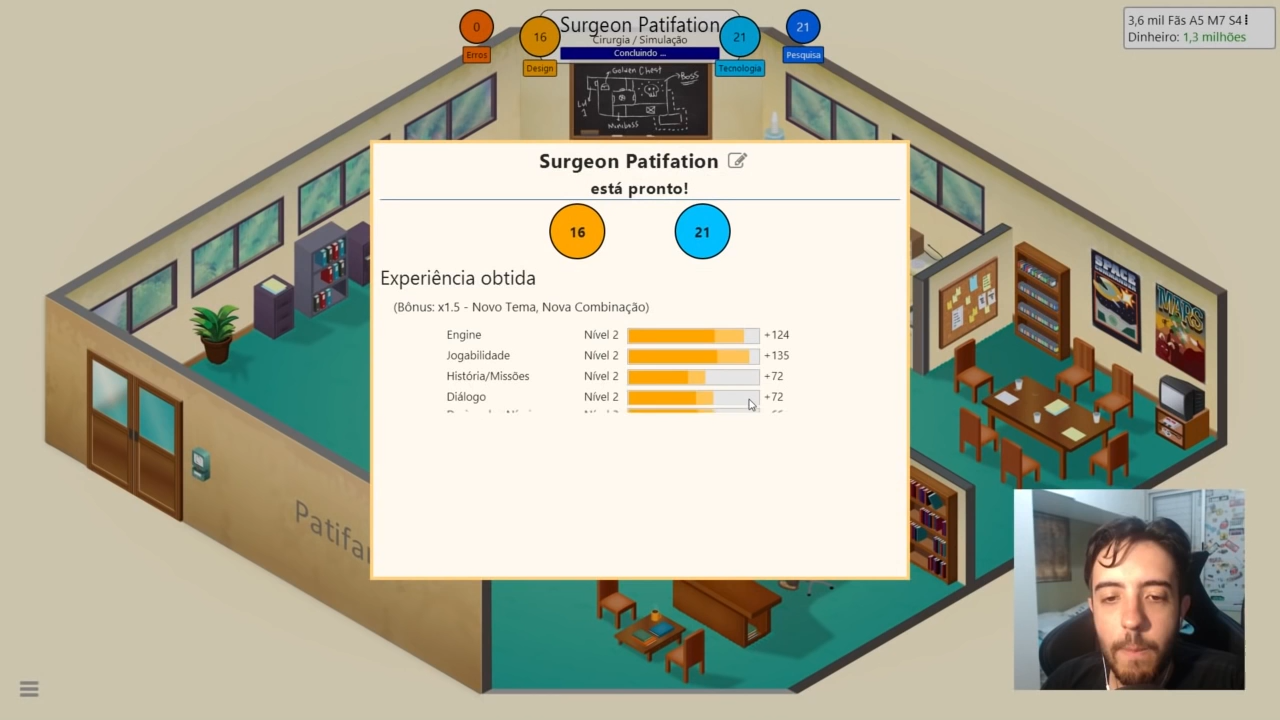 Surgeon Patifation
Cirurgia / Simulação
Concluindo ...
0
Erros
16
Design
21
Tecnologia
21
Pesquisa
3,6 mil Fãs A5 M7 S4
Dinheiro: 1,3 milhões
Golden Chest
Boss
Lvl
1
Miniboss
Surgeon Patifation
está pronto!
16
21
Experiência obtida
(Bônus: x1.5 - Novo Tema, Nova Combinação)
Engine Nível 2 +124
Jogabilidade Nível 2 +135
História/Missões Nível 2 +72
Diálogo Nível 2 +72
SPACE
MARS
Patifa